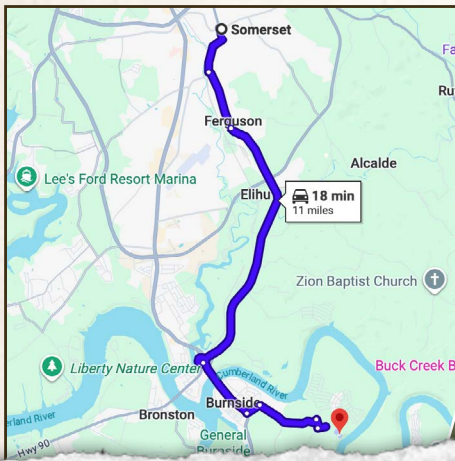 Somerset
Fa
Ru
Ferguson
Alcalde
Lee's Ford Resort Marina
Elihu
18 min
11 miles
Zion Baptist Church
Liberty Nature Center
Cumberland River
Buck Creek B
erland River
Bronston
Burnside
Hwy 90
General
Burnside